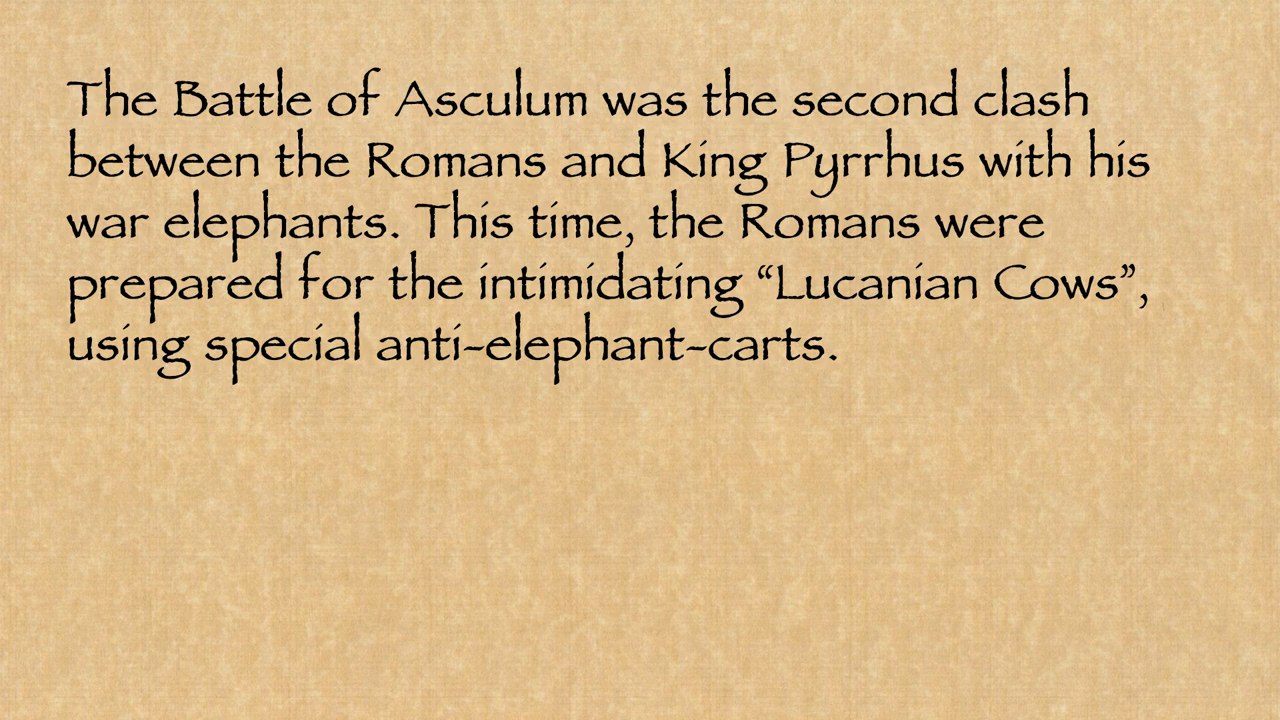 The Battle of Asculum was the second clash
between the Romans and King Pyrrhus with his
war elephants. This time, the Romans were
prepared for the intimidating “Lucanian Cows”,
using special anti-elephant-carts.